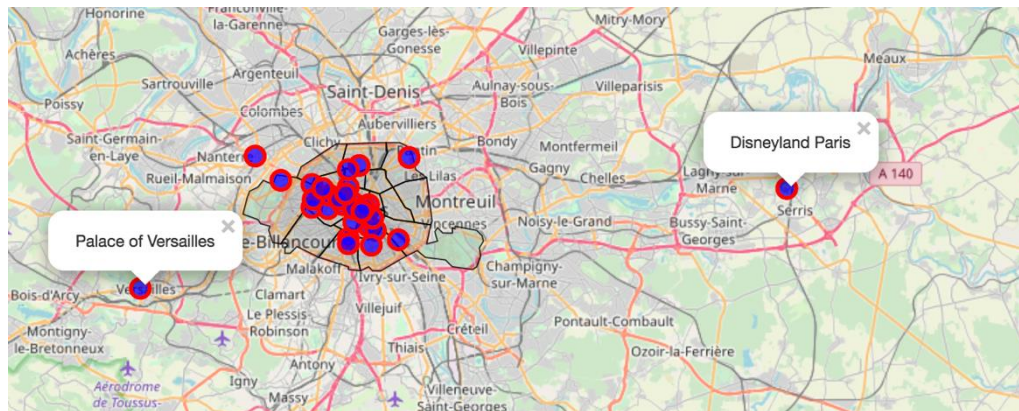 Honorine
Franconville
la-Garenne
Garges-lès-
Gonesse
Mitry-Mory
Achères
Villepinte
Meaux
Argenteuil
Sartrouville
Saint-Denis
Aulnay-sous-
Bois
Villeparisis
Poissy
Colombes
Aubervilliers
Saint-Germain-
en-Laye
Clichy
Bondy
Montfermeil
Disneyland Paris
×
Nanterre
Pantin
Rueil-Malmaison
Les Lilas
Gagny
Chelles
Lagny-sur-
Marne
A 140
Montreuil
Serris
Palace of Versailles
×
Vincennes
Noisy-le-Grand
Bussy-Saint-
Georges
e-Billancour
Malakoff
Ivry-sur-Seine
Champigny-
sur-Marne
Bois-d'Arcy
Versailles
Clamart
Villejuif
Montigny-
le-Bretonneux
Le Plessis-
Robinson
Créteil
Pontault-Combault
Thiais
Ozoir-la-Ferrière
Antony
Igny
Aérodrome
de Toussus-
Massy
Villeneuve-
Saint-Georges